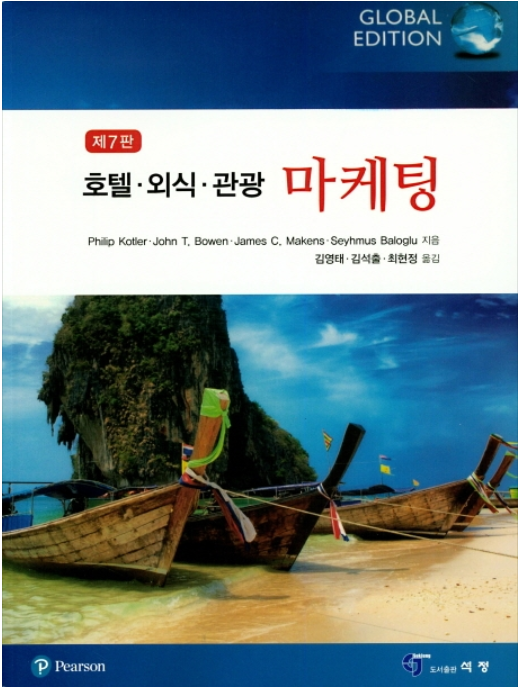 GLOBAL
EDITION
제7판
호텔·외식·관광 마케팅
Philip Kotler·John T. Bowen·James C. Makens·Seyhmus Baloglu 지음
김영태·김석출·최현정 옮김
Pearson
도서출판 석정